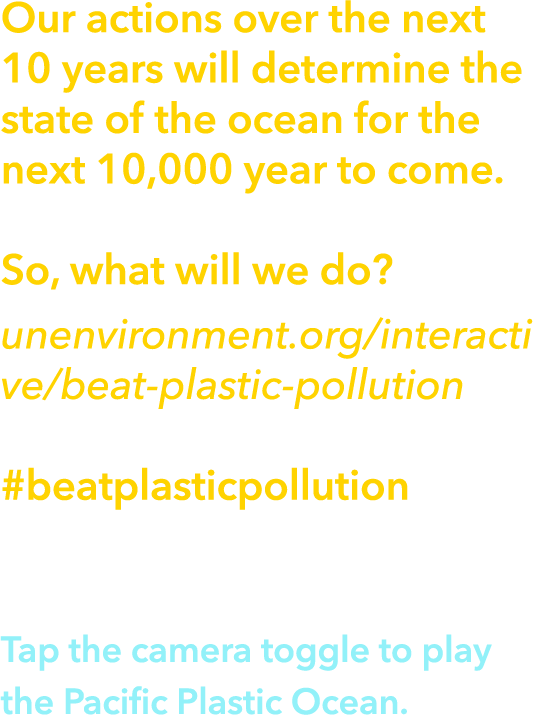 Our actions over the next
10 years will determine the
state of the ocean for the
next 10,000 year to come.
So, what will we do?
unenvironment.org/interacti
ve/beat-plastic-pollution
#beatplasticpollution
Tap the camera toggle to play
the Pacific Plastic Ocean.